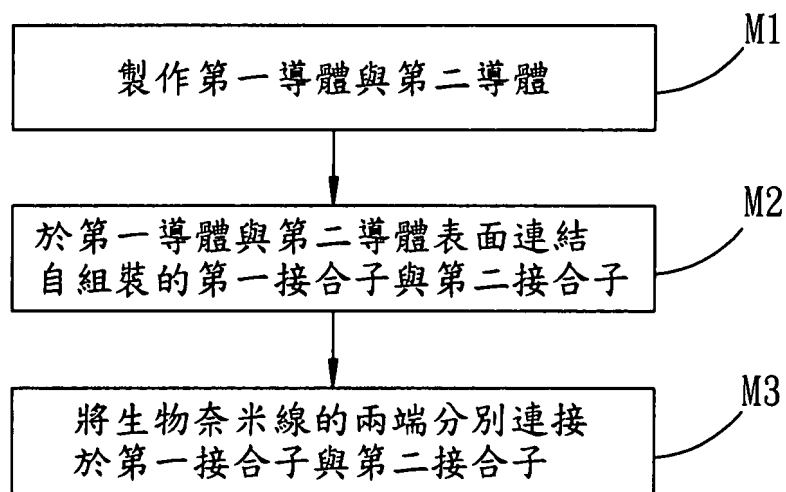 M1
製作第一導體與第二導體
M2
於第一導體與第二導體表面連結
自組裝的第一接合子與第二接合子
M3
將生物奈米線的兩端分別連接
於第一接合子與第二接合子